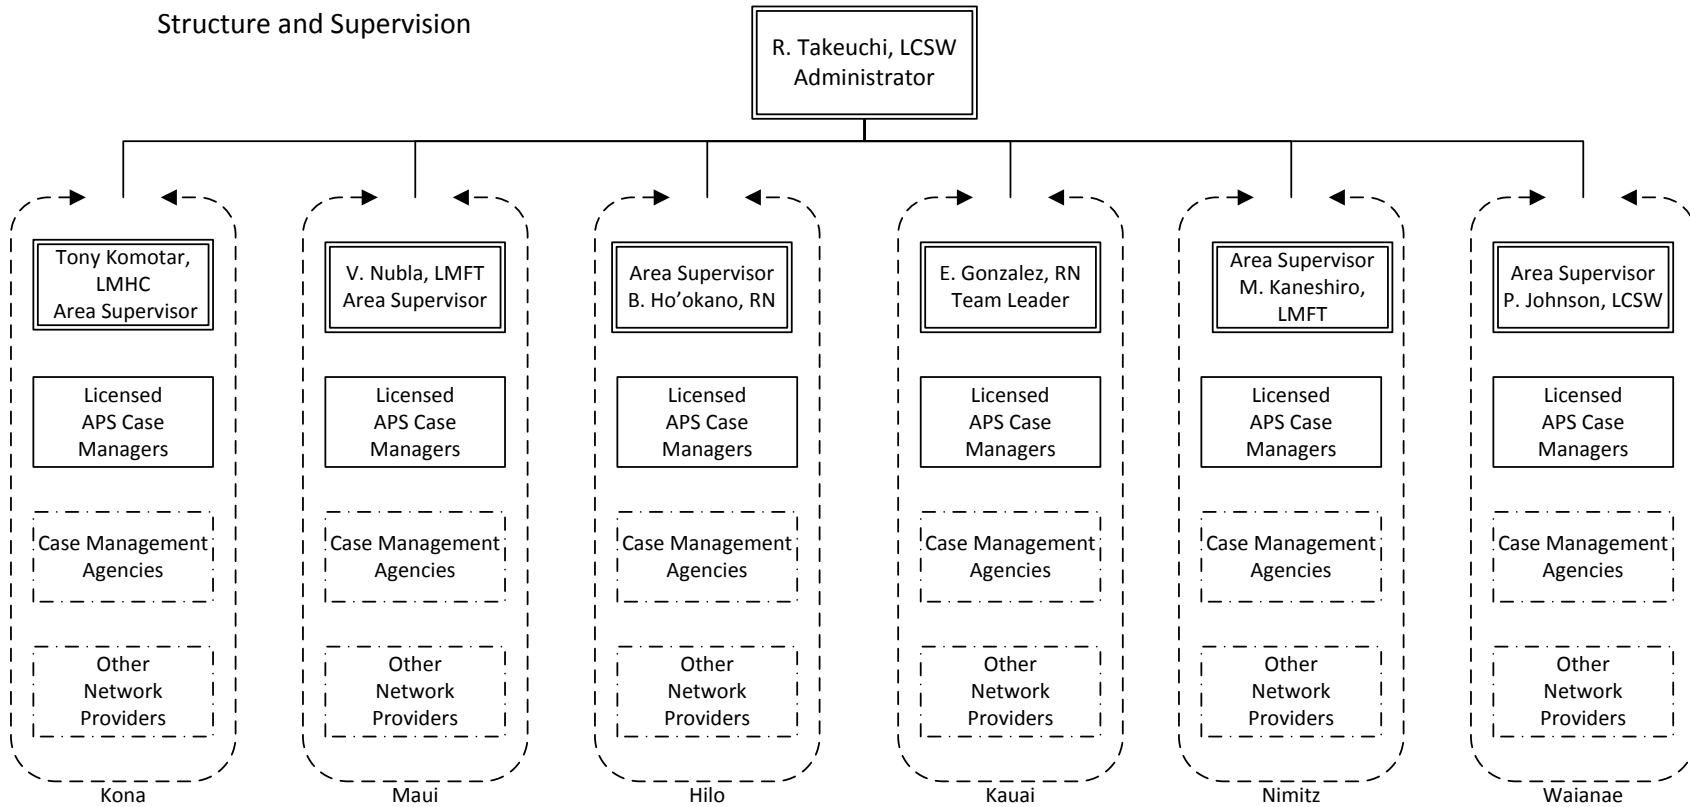 Structure and Supervision
R. Takeuchi, LCSW
Administrator
Tony Komotar,
LMHC
Area Supervisor
V. Nubla, LMFT
Area Supervisor
Area Supervisor
B. Ho’okano, RN
E. Gonzalez, RN
Team Leader
Area Supervisor
M. Kaneshiro,
LMFT
Area Supervisor
P. Johnson, LCSW
Licensed
APS Case
Managers
Licensed
APS Case
Managers
Licensed
APS Case
Managers
Licensed
APS Case
Managers
Licensed
APS Case
Managers
Licensed
APS Case
Managers
Case Management
Agencies
Case Management
Agencies
Case Management
Agencies
Case Management
Agencies
Case Management
Agencies
Case Management
Agencies
Other
Network
Providers
Other
Network
Providers
Other
Network
Providers
Other
Network
Providers
Other
Network
Providers
Other
Network
Providers
Kona
Maui
Hilo
Kauai
Nimitz
Waianae